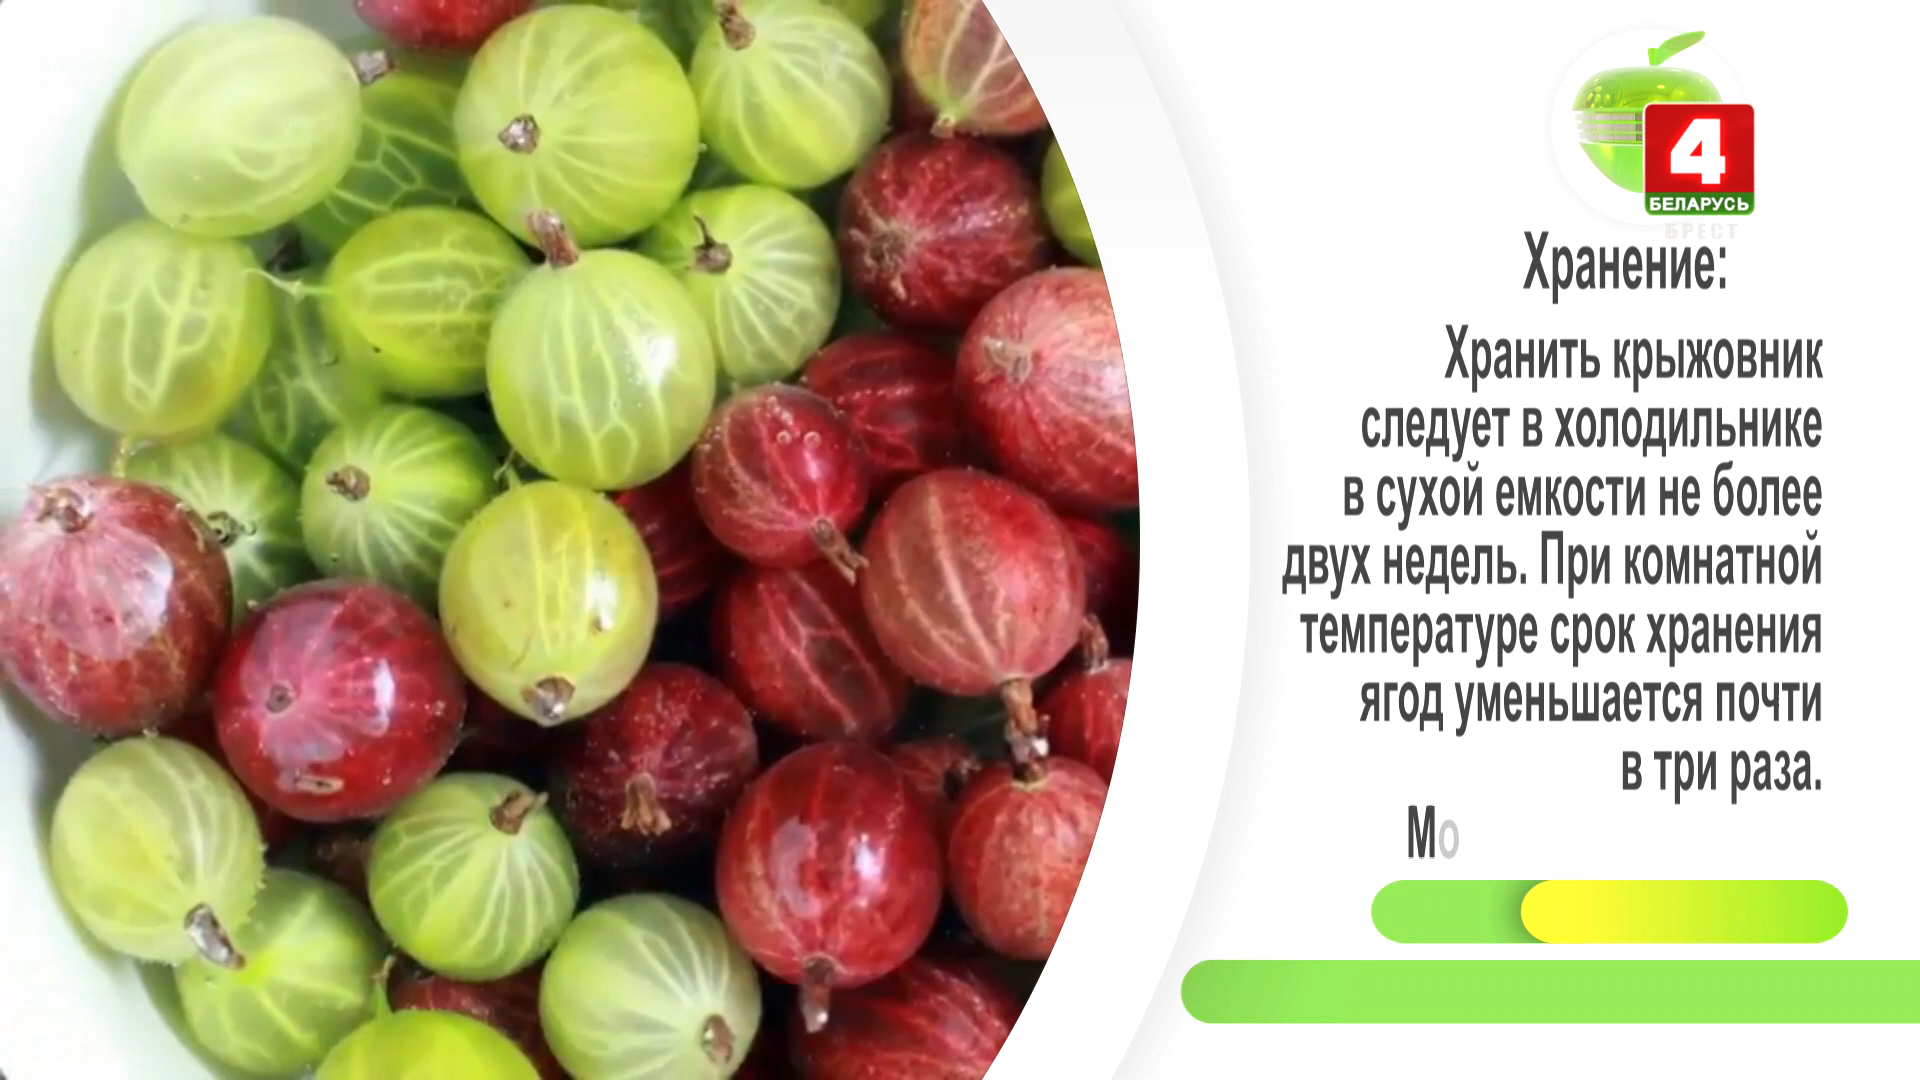 4
БЕЛАРУСЬ
БРЕСТ
Хранение:
Хранить крыжовник
следует в холодильнике
в сухой емкости не более
двух недель. При комнатной
температуре срок хранения
ягод уменьшается почти
в три раза.
Мо